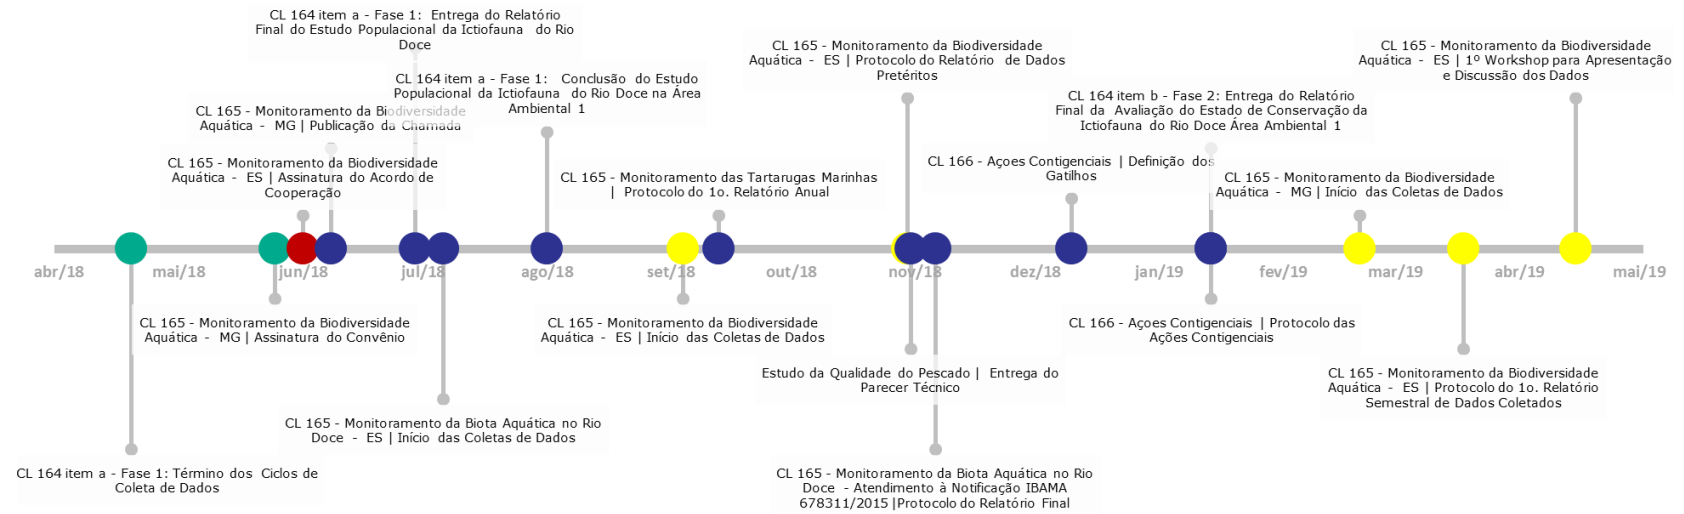 CL 164 item a - Fase 1: Entrega do Relatório
Final do Estudo Populacional da Ictiofauna do Rio
Doce
CL 164 item a - Fase 1: Conclusão do Estudo
Populacional da Ictiofauna do Rio Doce na Área
Ambiental 1
CL 165 - Monitoramento da Biodiversidade
Aquática - MG | Publicação da Chamada
CL 165 - Monitoramento da Biodiversidade
Aquática - ES | Assinatura do Acordo de
Cooperação
CL 165 - Monitoramento das Tartarugas Marinhas
| Protocolo do 1o. Relatório Anual
CL 165 - Monitoramento da Biodiversidade
Aquática - ES | Protocolo do Relatório de Dados
Pretéritos
CL 166 - Açoes Contigenciais | Definição dos
Gatilhos
CL 164 item b - Fase 2: Entrega do Relatório
Final da Avaliação do Estado de Conservação da
Ictiofauna do Rio Doce Área Ambiental 1
CL 165 - Monitoramento da Biodiversidade
Aquática - MG | Início das Coletas de Dados
CL 165 - Monitoramento da Biodiversidade
Aquática - ES | 1º Workshop para Apresentação
e Discussão dos Dados
abr/18 mai/18 jun/18 jul/18 ago/18 set/18 out/18 nov/18 dez/18 jan/19 fev/19 mar/19 abr/19 mai/19
CL 165 - Monitoramento da Biodiversidade
Aquática - MG | Assinatura do Convênio
CL 165 - Monitoramento da Biota Aquática no Rio
Doce - ES | Início das Coletas de Dados
CL 164 item a - Fase 1: Término dos Ciclos de
Coleta de Dados
CL 165 - Monitoramento da Biodiversidade
Aquática - ES | Início das Coletas de Dados
Estudo da Qualidade do Pescado | Entrega do
Parecer Técnico
CL 165 - Monitoramento da Biota Aquática no Rio
Doce - Atendimento à Notificação IBAMA
678311/2015 |Protocolo do Relatório Final
CL 166 - Açoes Contigenciais | Protocolo das
Ações Contigenciais
CL 165 - Monitoramento da Biodiversidade
Aquática - ES | Protocolo do 1o. Relatório
Semestral de Dados Coletados